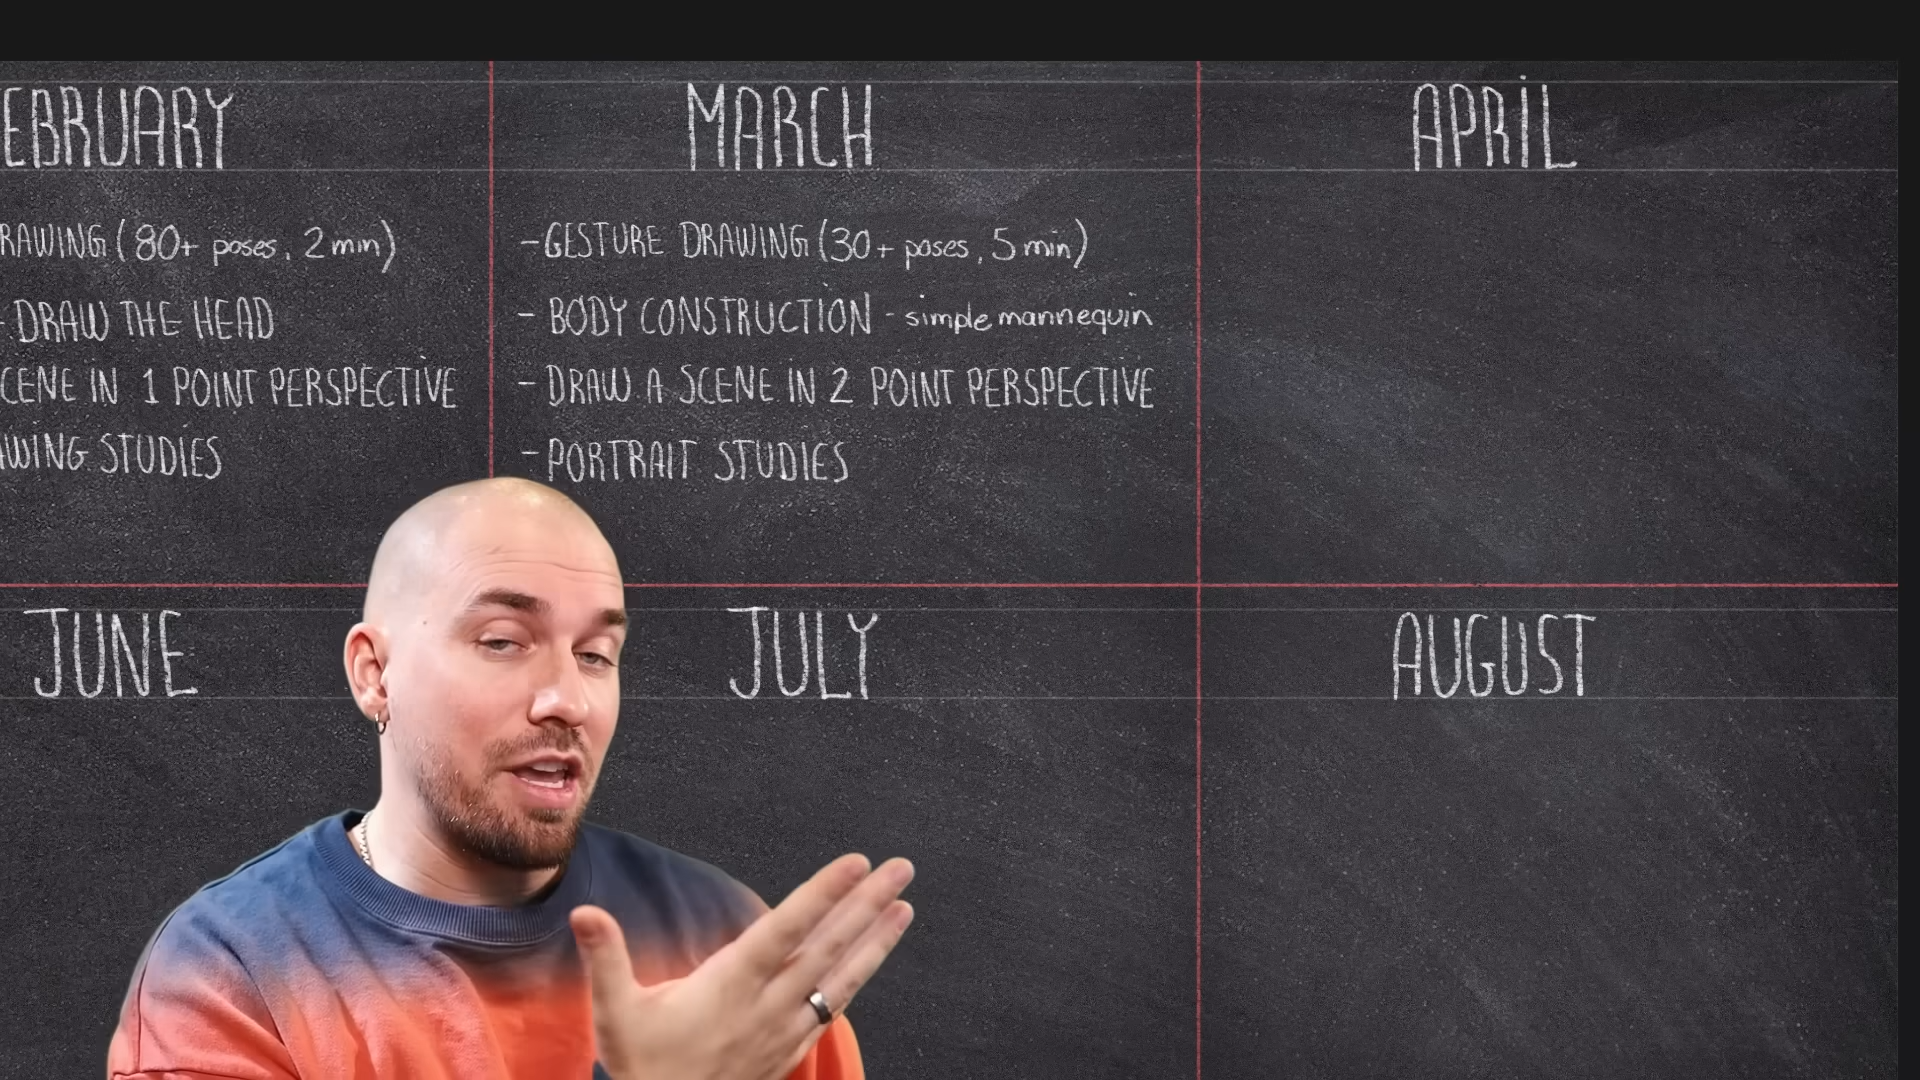 EBRUARY
RAWING (80+ poses, 2 min)
- DRAW THE HEAD
CENE IN 1 POINT PERSPECTIVE
AWING STUDIES
MARCH
- GESTURE DRAWING (30+ poses, 5 min)
- BODY CONSTRUCTION - simple mannequin
- DRAW A SCENE IN 2 POINT PERSPECTIVE
- PORTRAIT STUDIES
APRIL
JUNE
JULY
AUGUST